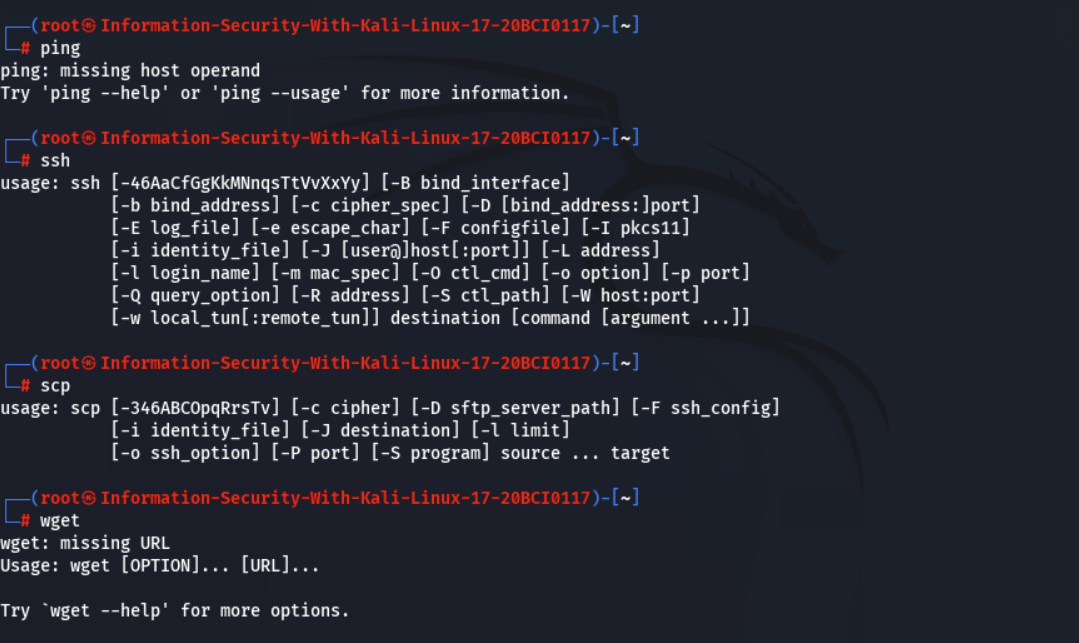 ┌──(root㉿Information-Security-With-Kali-Linux-17-20BCI0117)-[~]
└─# ping
ping: missing host operand
Try 'ping --help' or 'ping --usage' for more information.
┌──(root㉿Information-Security-With-Kali-Linux-17-20BCI0117)-[~]
└─# ssh
usage: ssh [-46AaCfGgKkMNnqsTtVvXxYy] [-B bind_interface]
           [-b bind_address] [-c cipher_spec] [-D [bind_address:]port]
           [-E log_file] [-e escape_char] [-F configfile] [-I pkcs11]
           [-i identity_file] [-J [user@]host[:port]] [-L address]
           [-l login_name] [-m mac_spec] [-O ctl_cmd] [-o option] [-p port]
           [-Q query_option] [-R address] [-S ctl_path] [-W host:port]
           [-w local_tun[:remote_tun]] destination [command [argument ...]]
┌──(root㉿Information-Security-With-Kali-Linux-17-20BCI0117)-[~]
└─# scp
usage: scp [-346ABCOpqRrsTv] [-c cipher] [-D sftp_server_path] [-F ssh_config]
           [-i identity_file] [-J destination] [-l limit]
           [-o ssh_option] [-P port] [-S program] source ... target
┌──(root㉿Information-Security-With-Kali-Linux-17-20BCI0117)-[~]
└─# wget
wget: missing URL
Usage: wget [OPTION]... [URL]...
Try `wget --help' for more options.